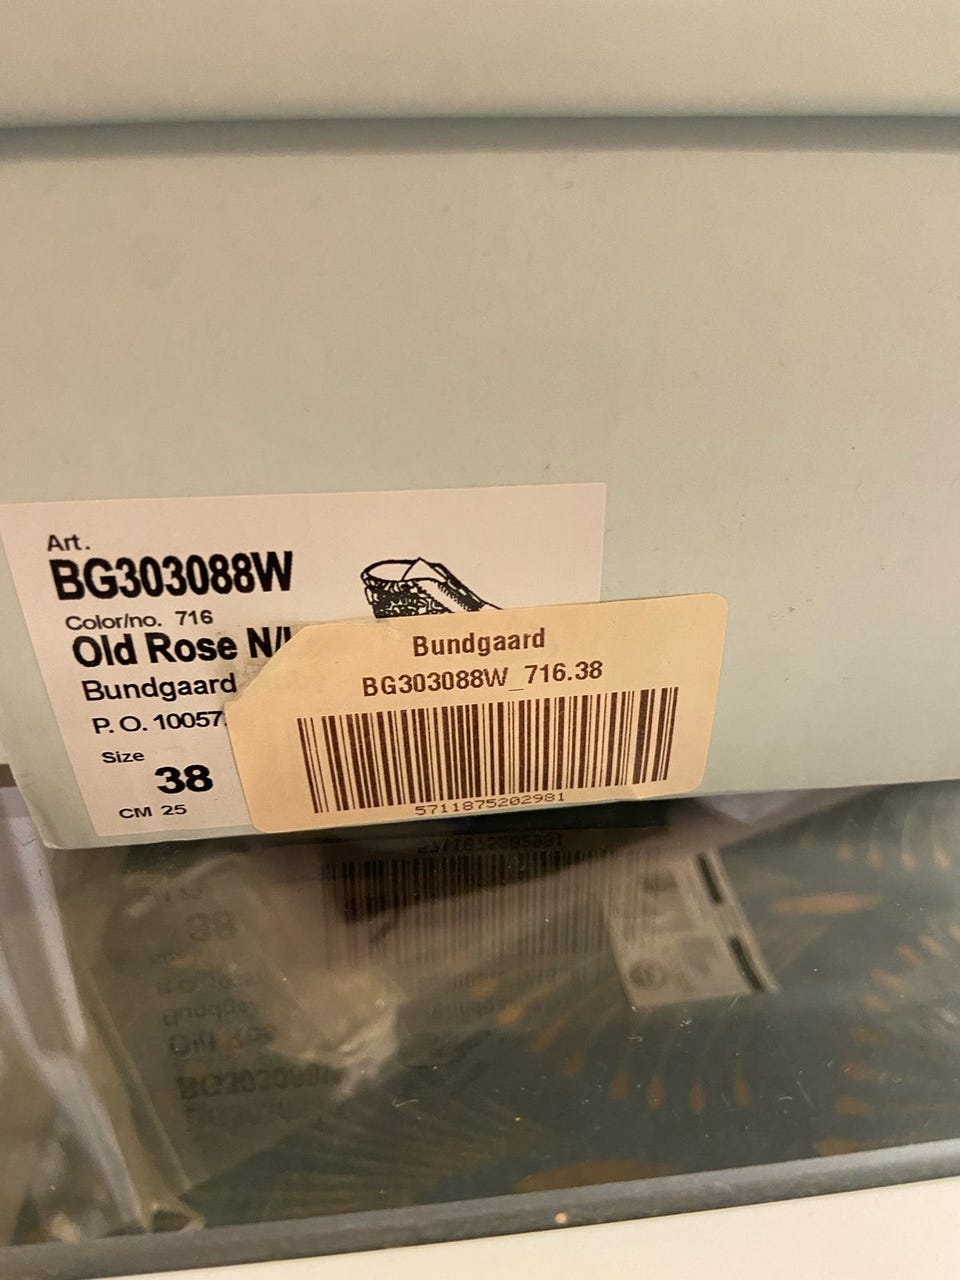 Art.
BG303088W
Color/no. 716
Old Rose
Bundgaard
P. O. 10057
Size
38
CM 25
Bundgaard
BG303088W_716.38
5711875202981